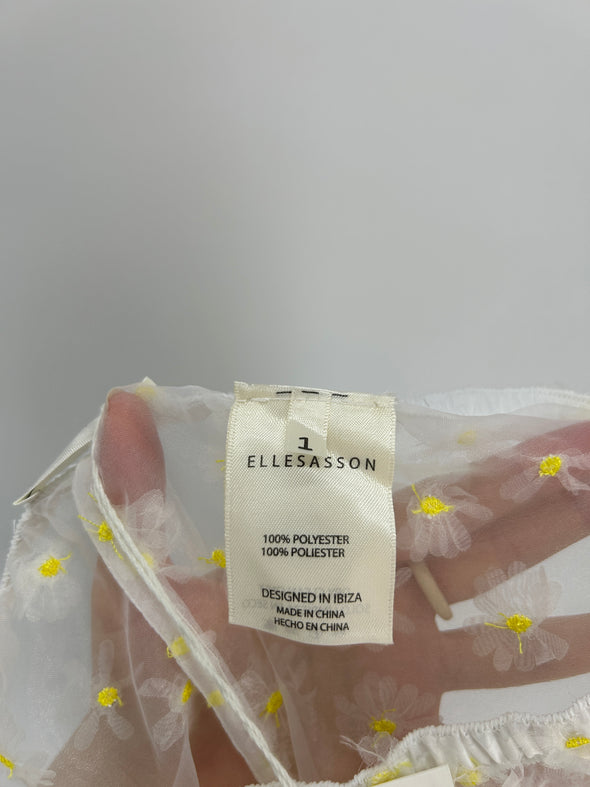 1
ELLESASSON
100% POLYESTER
100% POLIESTER
DESIGNED IN IBIZA
MADE IN CHINA
HECHO EN CHINA